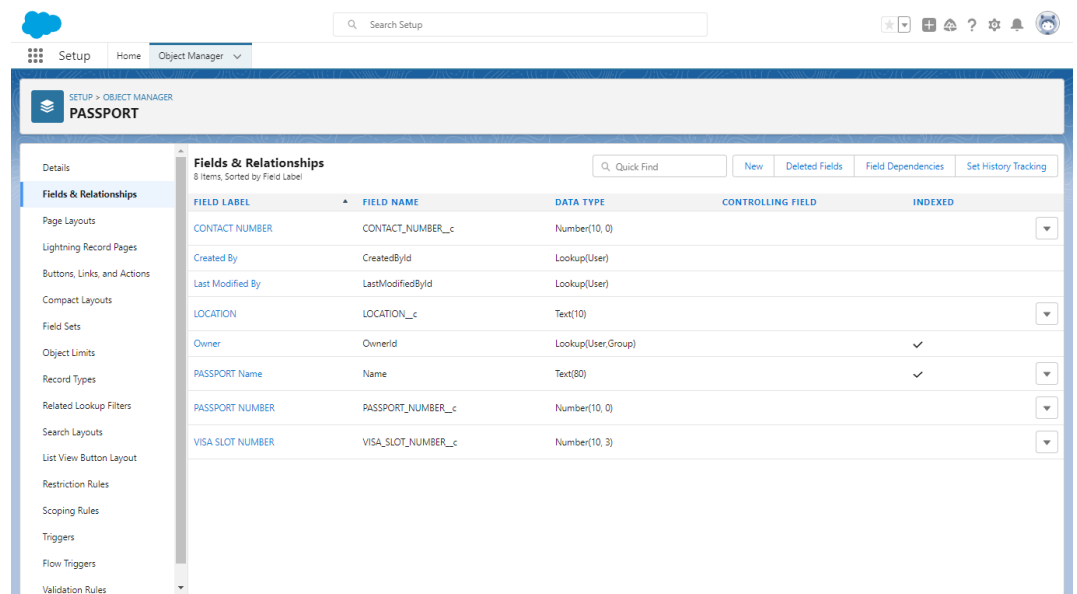 Search Setup
Setup Home Object Manager
SETUP > OBJECT MANAGER
PASSPORT
Details
Fields & Relationships
Page Layouts
Lightning Record Pages
Buttons, Links, and Actions
Compact Layouts
Field Sets
Object Limits
Record Types
Related Lookup Filters
Search Layouts
List View Button Layout
Restriction Rules
Scoping Rules
Triggers
Flow Triggers
Validation Rules
Fields & Relationships
8 Items, Sorted by Field Label
Quick Find New Deleted Fields Field Dependencies Set History Tracking
FIELD LABEL FIELD NAME DATA TYPE CONTROLLING FIELD INDEXED
CONTACT NUMBER CONTACT_NUMBER__c Number(10, 0)
Created By CreatedById Lookup(User)
Last Modified By LastModifiedById Lookup(User)
LOCATION LOCATION__c Text(10)
Owner OwnerId Lookup(User,Group)
PASSPORT Name Name Text(80)
PASSPORT NUMBER PASSPORT_NUMBER__c Number(10, 0)
VISA SLOT NUMBER VISA_SLOT_NUMBER__c Number(10, 3)